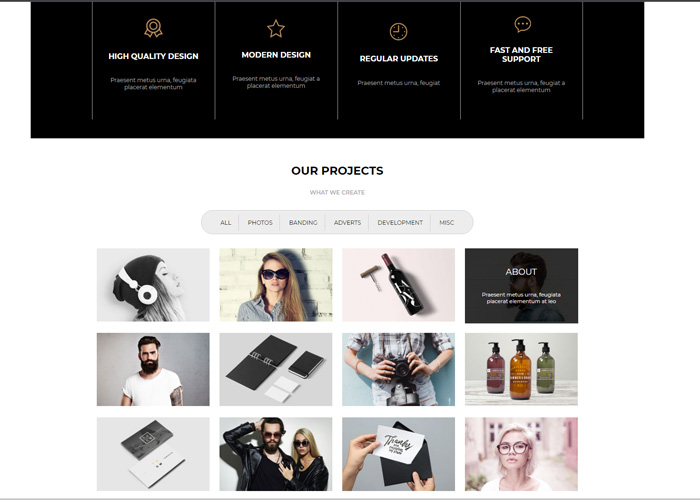 HIGH QUALITY DESIGN
Praesent metus urna, feugiata
placerat elementum
MODERN DESIGN
Praesent metus urna, feugiat a
placerat elementum
REGULAR UPDATES
Praesent metus urna, feugiat
FAST AND FREE
SUPPORT
Praesent metus urna, feugiat a
placerat elementum
OUR PROJECTS
WHAT WE CREATE
ALL
PHOTOS
BANDING
ADVERTS
DEVELOPMENT
MISC
ABOUT
Praesent metus urna, feugiata
placerat elementum at leo
Thanks